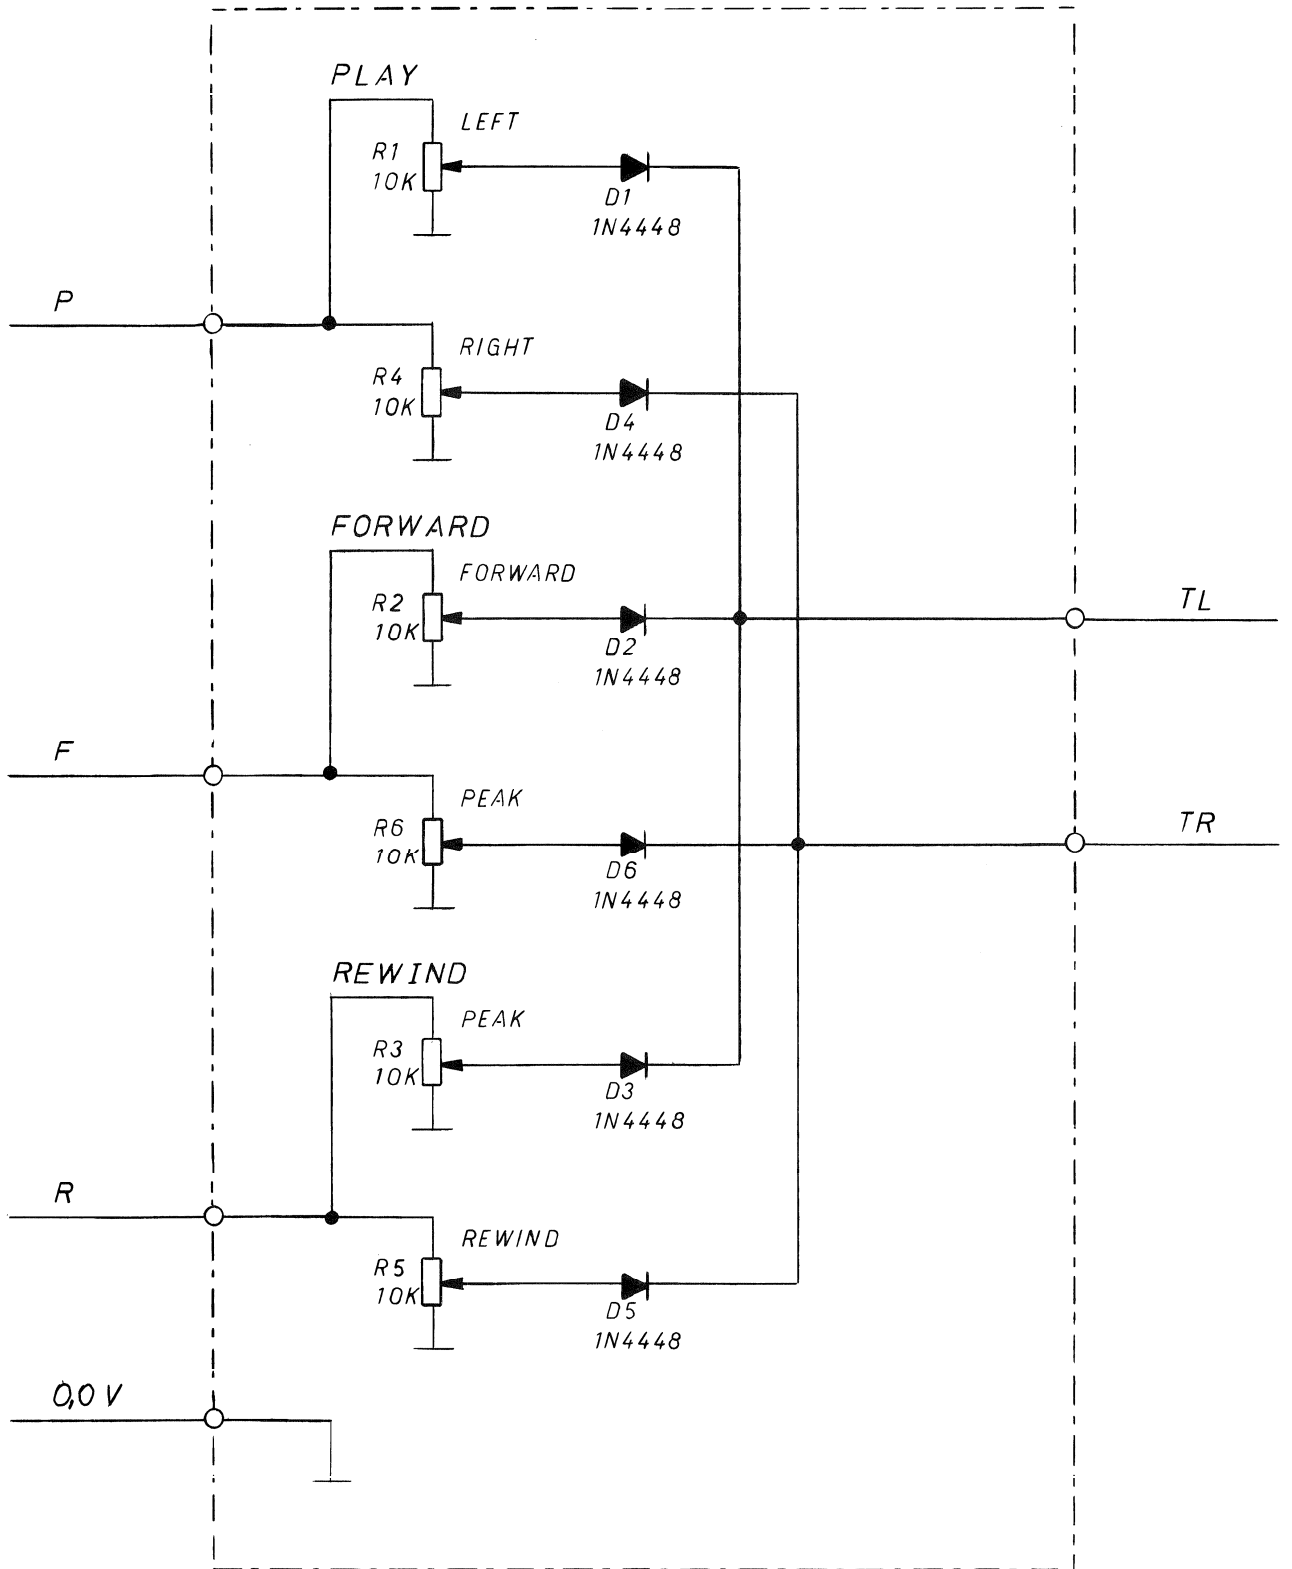 PLAY
LEFT
R1
10K
D1
1N4448
P
RIGHT
R4
10K
D4
1N4448
FORWARD
FORWARD
R2
10K
D2
1N4448
TL
F
PEAK
R6
10K
D6
1N4448
TR
REWIND
PEAK
R3
10K
D3
1N4448
R
REWIND
R5
10K
D5
1N4448
0,0 V